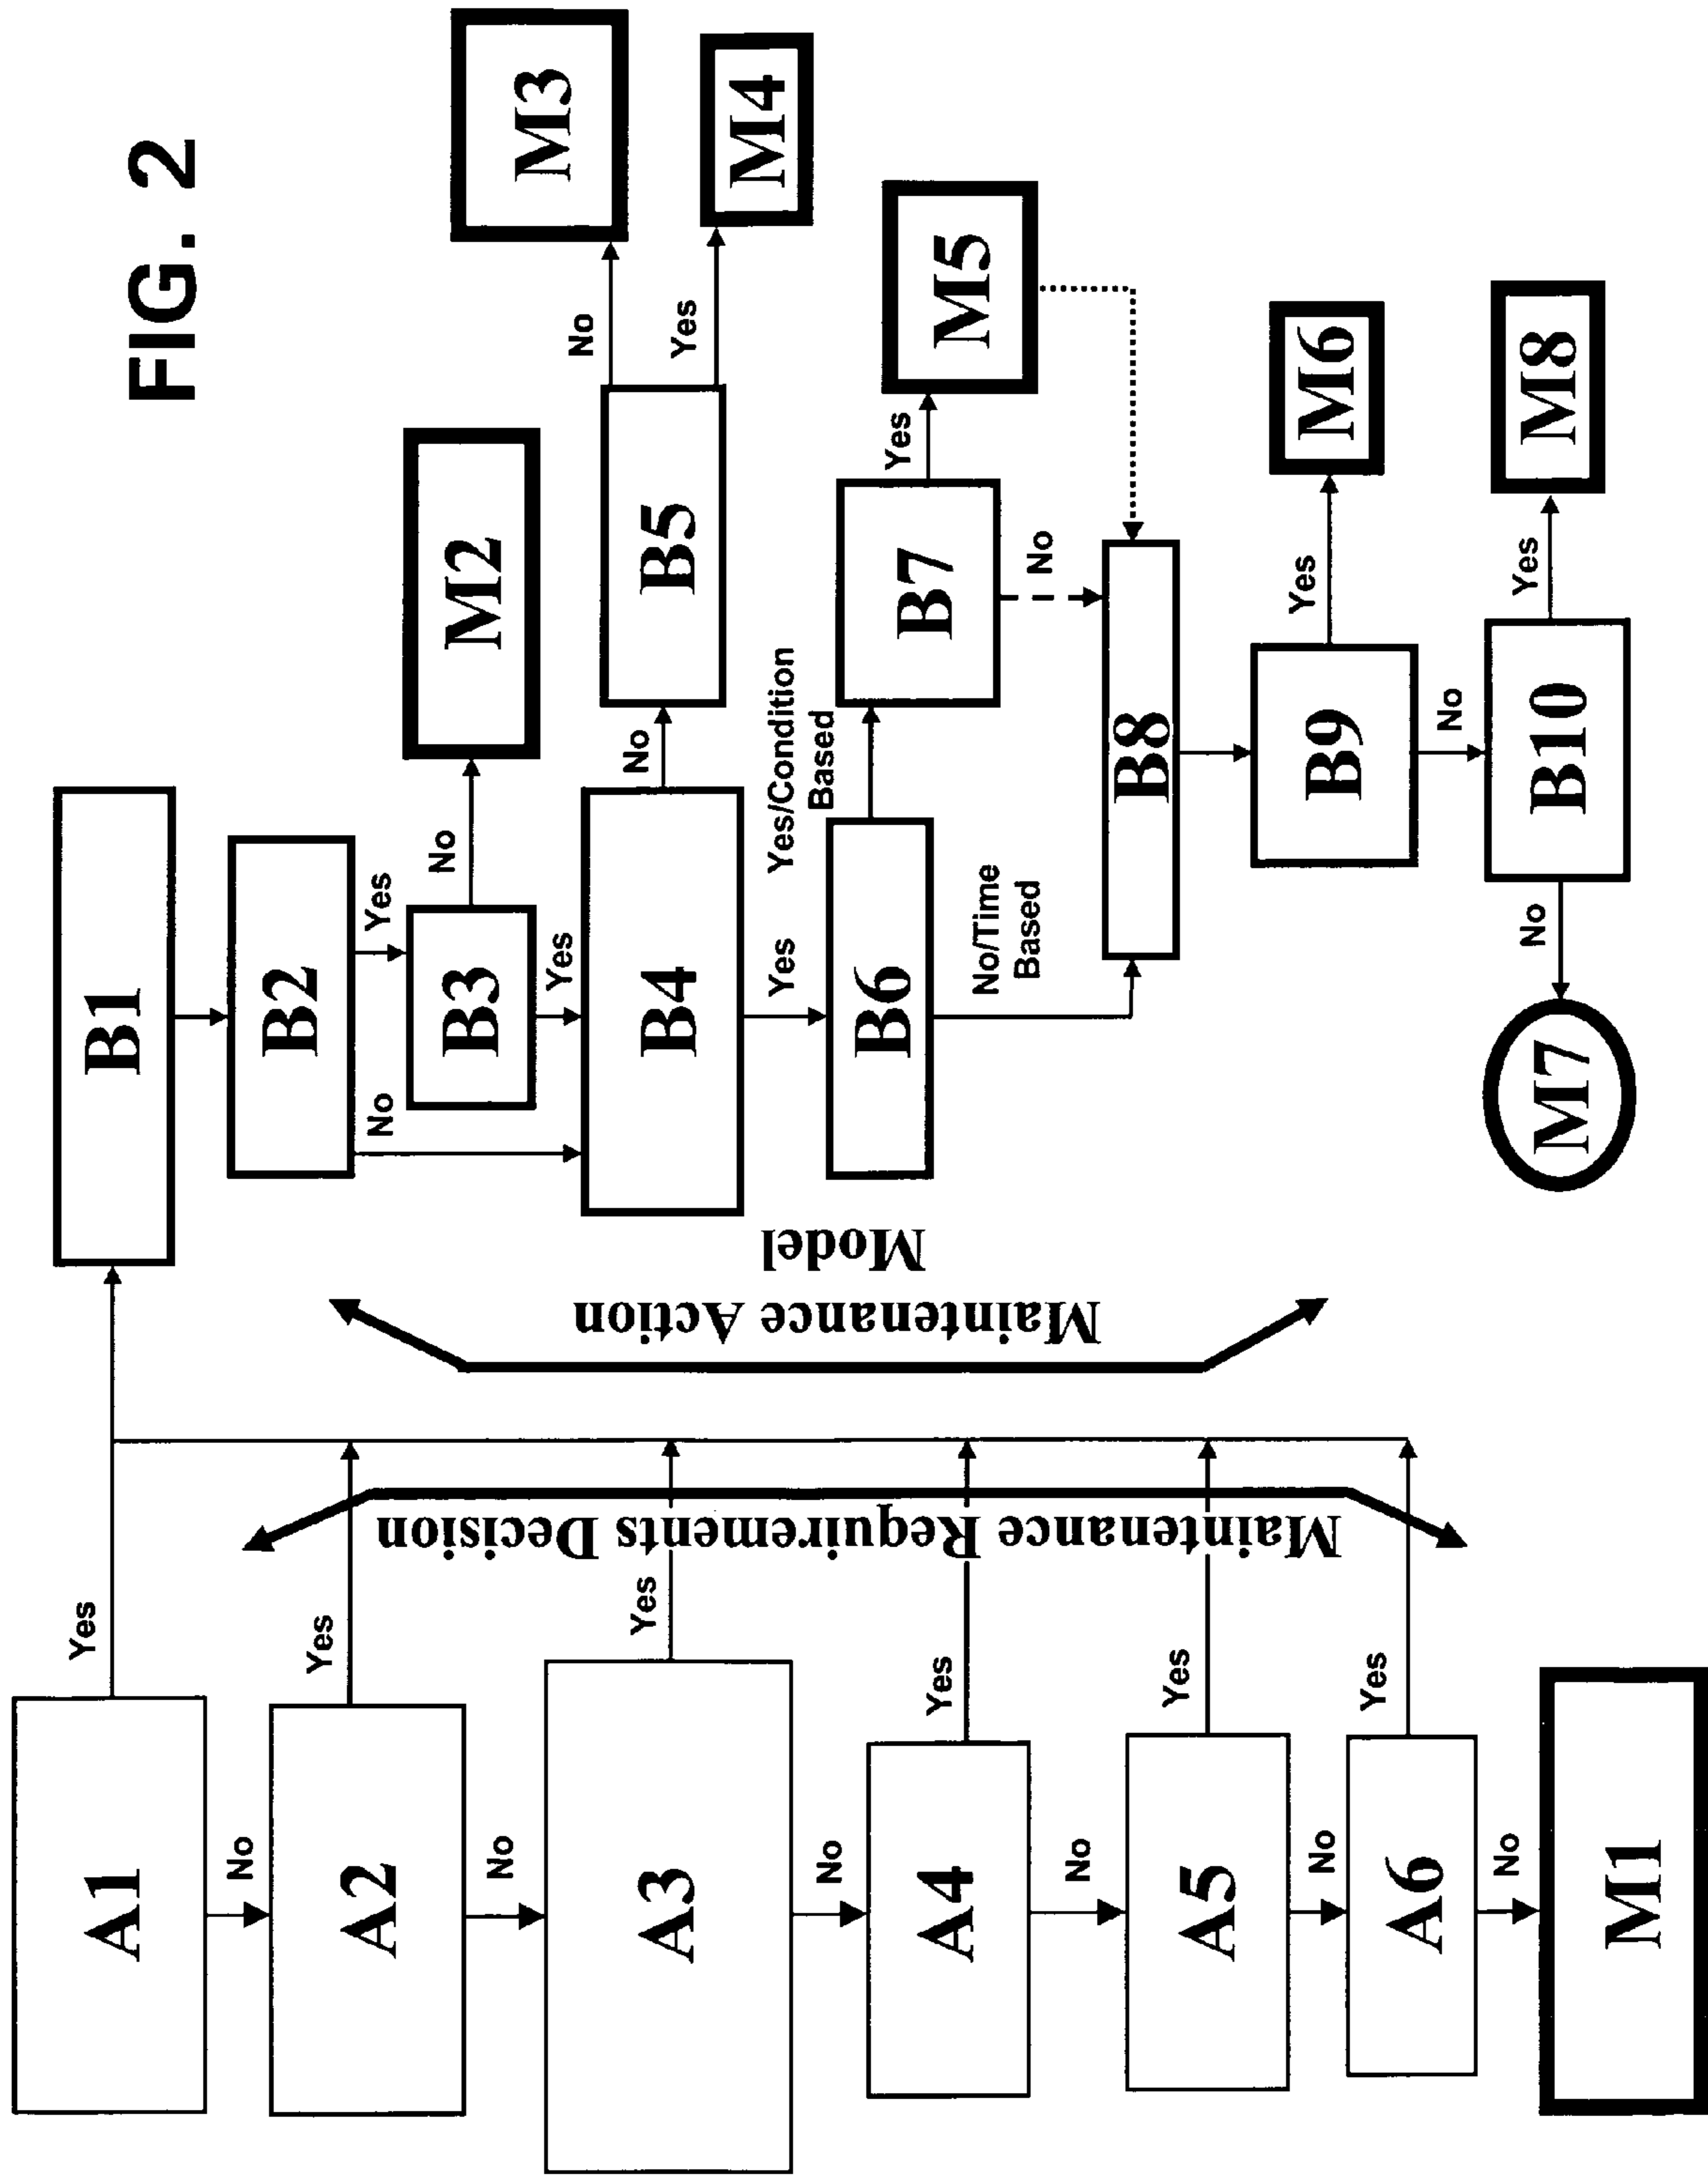 FIG. 2
A1
Yes
No
A2
Yes
No
A3
Yes
No
A4
Yes
No
A5
Yes
No
A6
Yes
No
M1
Maintenance Requirements Decision
Maintenance Action
Model
B1
B2
No
Yes
B3
No
M2
Yes
B4
No
B5
No
M3
Yes
M4
Yes
B6
Yes/Condition
Based
B7
Yes
M5
No
No/Time
Based
B8
B9
Yes
M6
No
B10
Yes
M8
No
M7